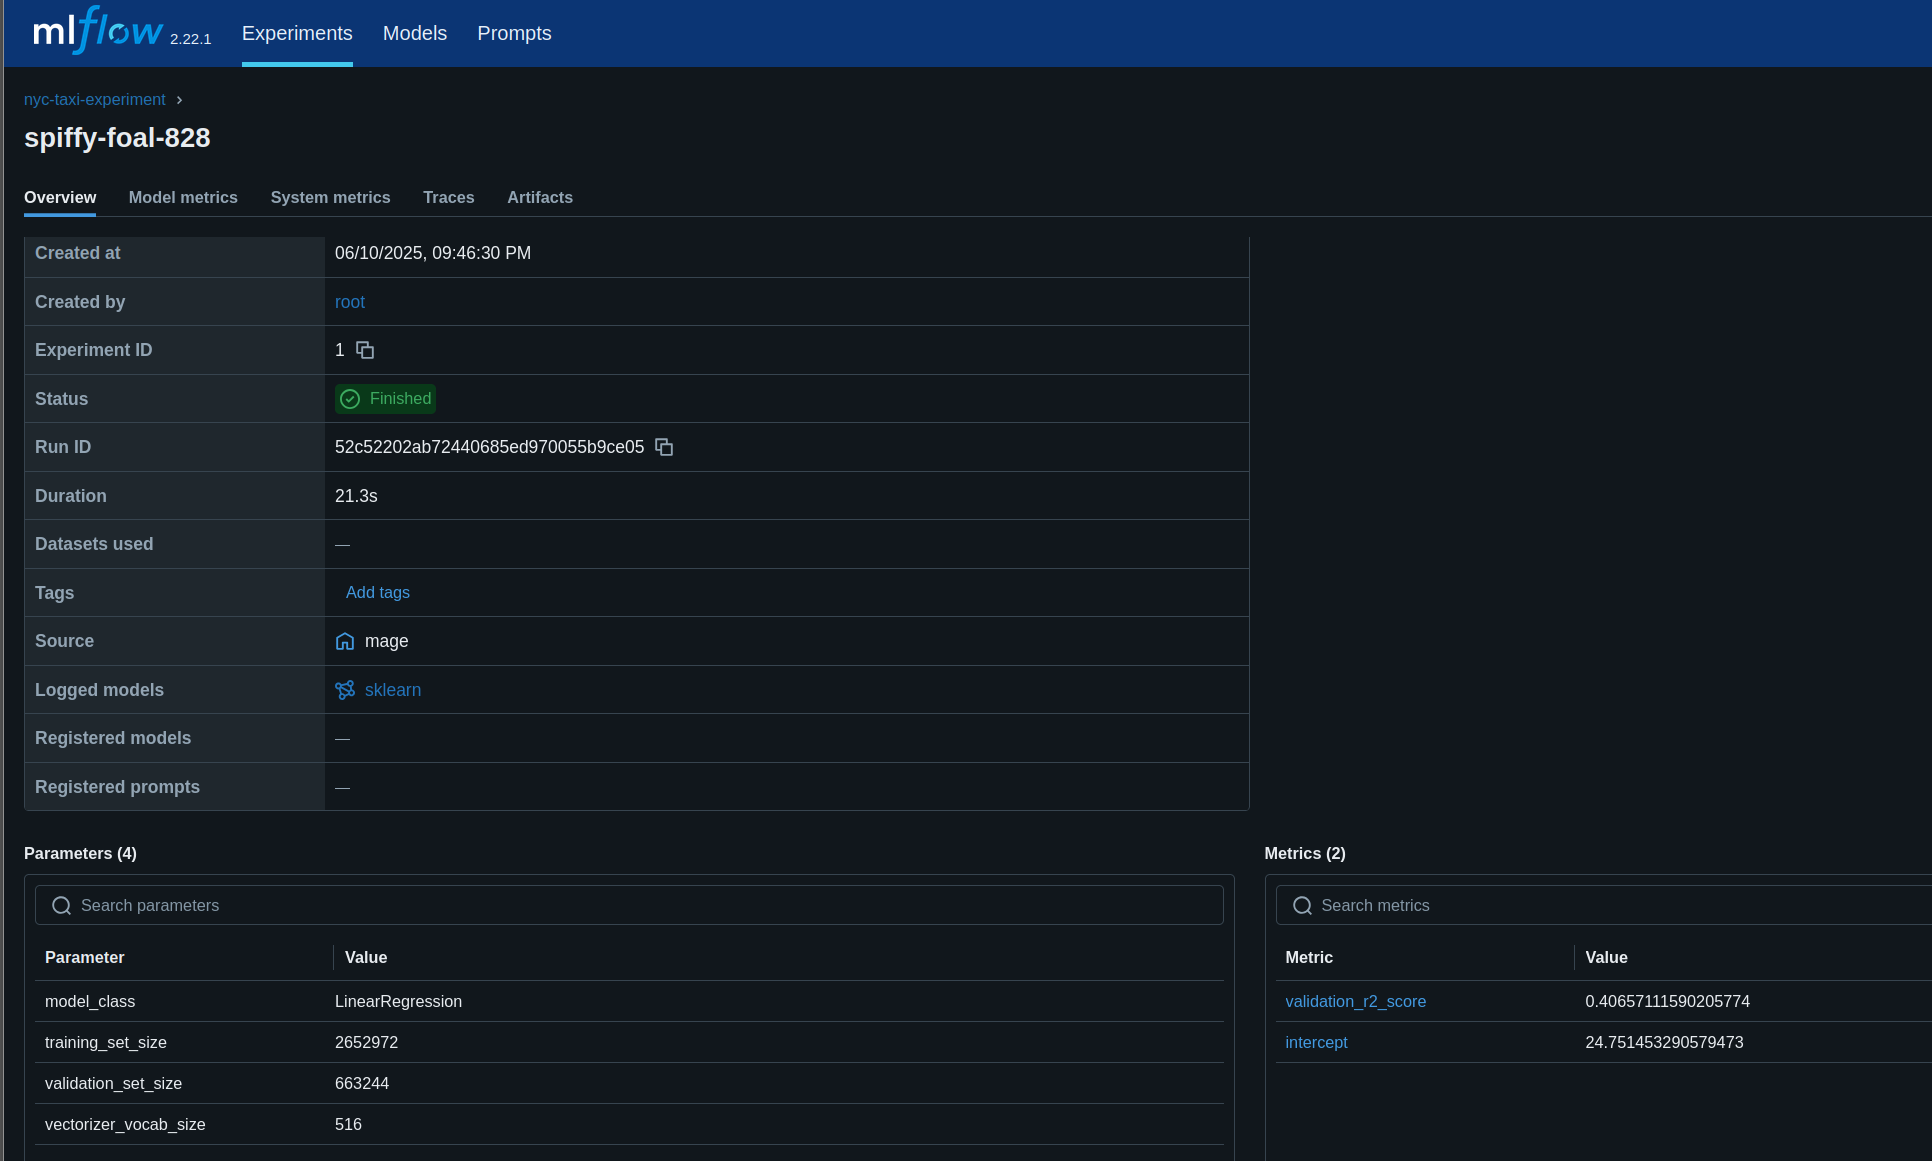 mlflow 2.22.1 Experiments Models Prompts
nyc-taxi-experiment ›
spiffy-foal-828
Overview Model metrics System metrics Traces Artifacts
Created at 06/10/2025, 09:46:30 PM
Created by root
Experiment ID 1
Status Finished
Run ID 52c52202ab72440685ed970055b9ce05
Duration 21.3s
Datasets used —
Tags Add tags
Source mage
Logged models sklearn
Registered models —
Registered prompts —
Parameters (4) Metrics (2)
Search parameters Search metrics
Parameter Value Metric Value
model_class LinearRegression validation_r2_score 0.40657111590205774
training_set_size 2652972 intercept 24.751453290579473
validation_set_size 663244
vectorizer_vocab_size 516